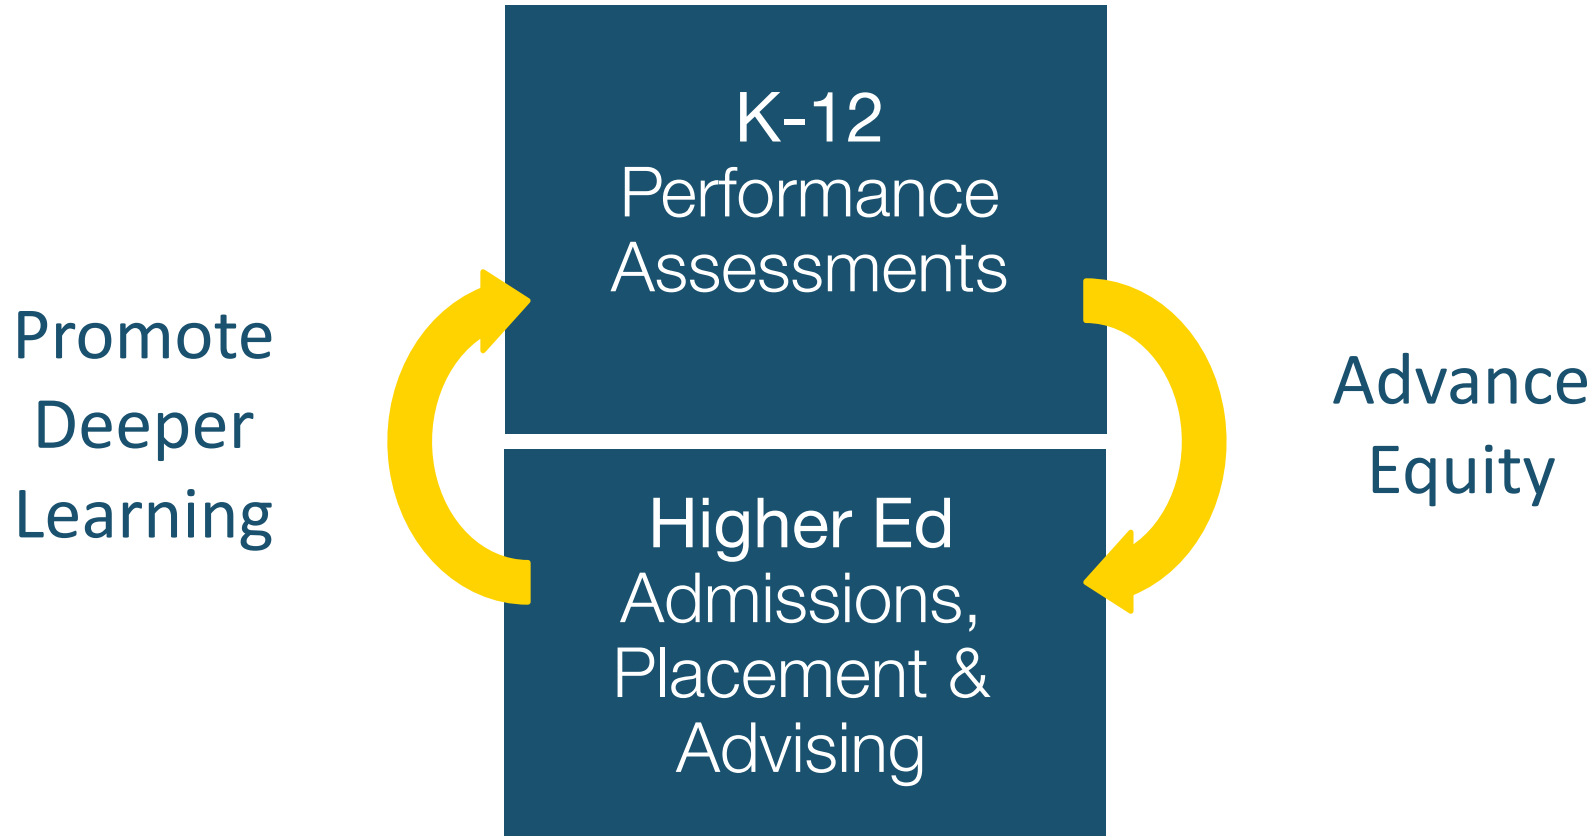 K-12
Performance
Assessments
Promote
Deeper
Learning
Advance
Equity
Higher Ed
Admissions,
Placement &
Advising